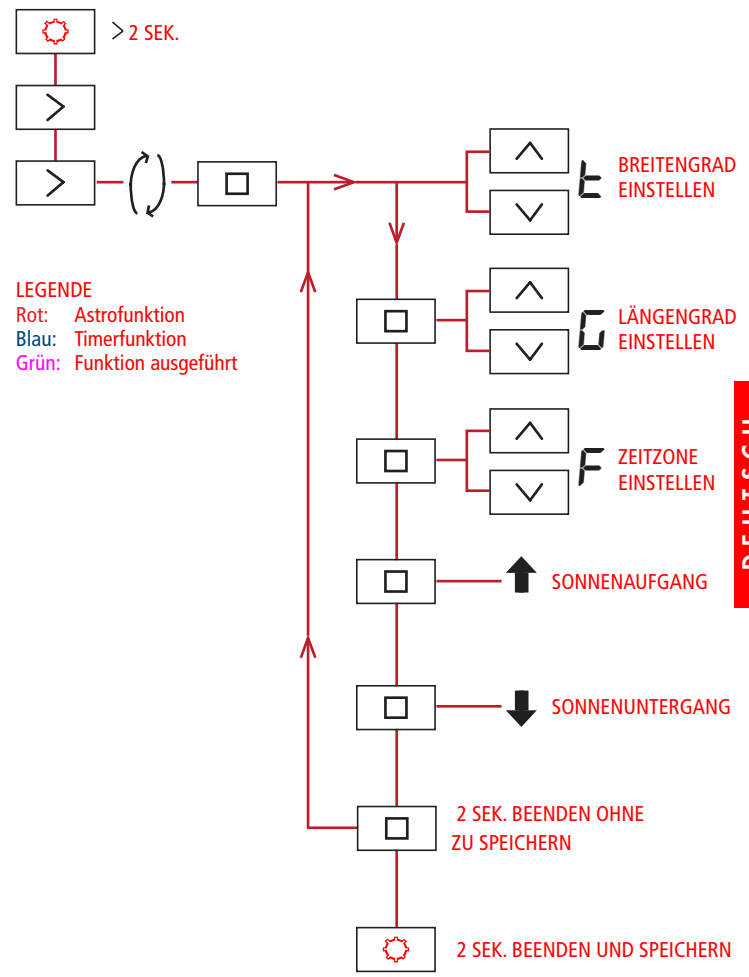 > 2 SEK.
BREITENGRAD
EINSTELLEN
LEGENDE
Rot: Astrofunktion
Blau: Timerfunktion
Grün: Funktion ausgeführt
G
LÄNGENGRAD
EINSTELLEN
F
ZEITZONE
EINSTELLEN
DEUTSCH
SONNENAUFGANG
SONNENUNTERGANG
2 SEK. BEENDEN OHNE
ZU SPEICHERN
2 SEK. BEENDEN UND SPEICHERN